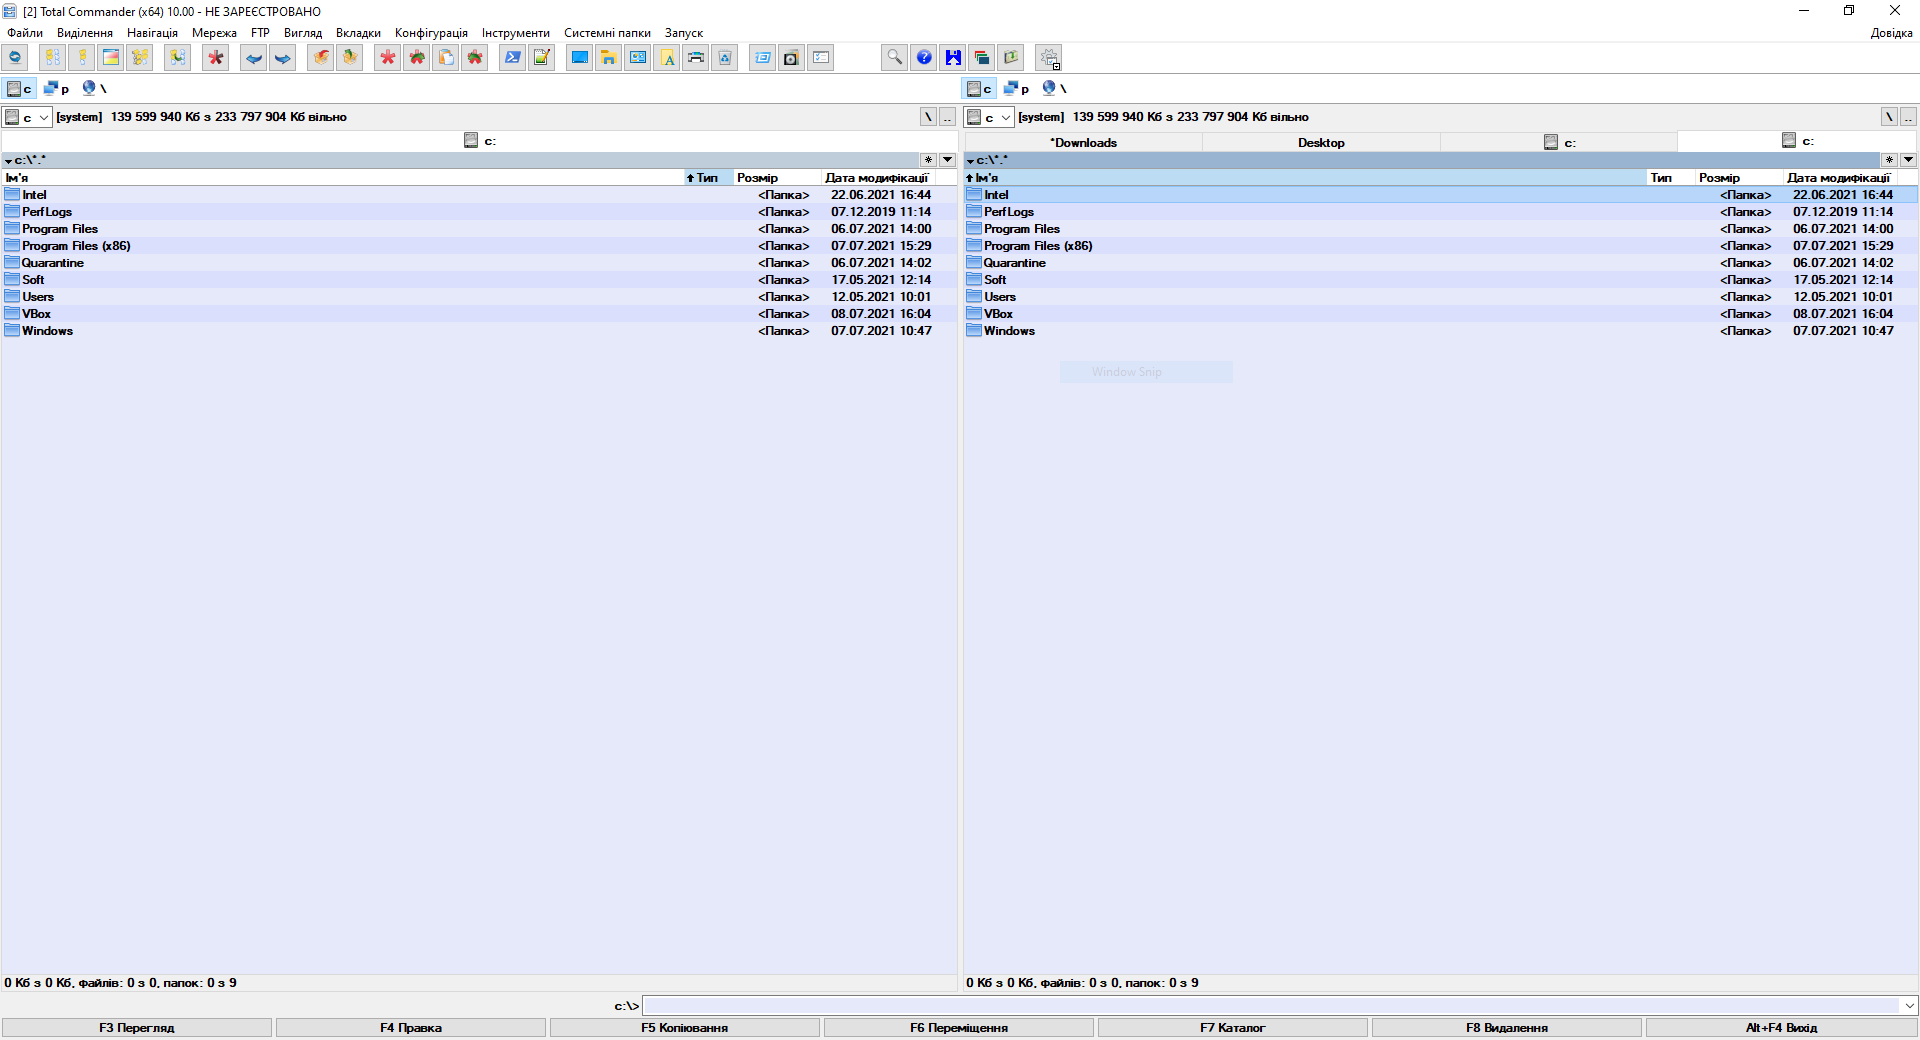 [2] Total Commander (x64) 10.00 - НЕ ЗАРЕЄСТРОВАНО
Файли Виділення Навігація Мережа FTP Вигляд Вкладки Конфігурація Інструменти Системні папки Запуск Довідка
c p \ c p \
c [system] 139 599 940 Кб з 233 797 904 Кб вільно \ .. c [system] 139 599 940 Кб з 233 797 904 Кб вільно \ ..
c: *Downloads Desktop c: c:
c:\*.* * c:\*.* *
Ім'я Тип Розмір Дата модифікації Ім'я Тип Розмір Дата модифікації
Intel <Папка> 22.06.2021 16:44 Intel <Папка> 22.06.2021 16:44
PerfLogs <Папка> 07.12.2019 11:14 PerfLogs <Папка> 07.12.2019 11:14
Program Files <Папка> 06.07.2021 14:00 Program Files <Папка> 06.07.2021 14:00
Program Files (x86) <Папка> 07.07.2021 15:29 Program Files (x86) <Папка> 07.07.2021 15:29
Quarantine <Папка> 06.07.2021 14:02 Quarantine <Папка> 06.07.2021 14:02
Soft <Папка> 17.05.2021 12:14 Soft <Папка> 17.05.2021 12:14
Users <Папка> 12.05.2021 10:01 Users <Папка> 12.05.2021 10:01
VBox <Папка> 08.07.2021 16:04 VBox <Папка> 08.07.2021 16:04
Windows <Папка> 07.07.2021 10:47 Windows <Папка> 07.07.2021 10:47
Window Snip
0 Кб з 0 Кб, файлів: 0 з 0, папок: 0 з 9 0 Кб з 0 Кб, файлів: 0 з 0, папок: 0 з 9
c:\>
F3 Перегляд F4 Правка F5 Копіювання F6 Переміщення F7 Каталог F8 Видалення Alt+F4 Вихід